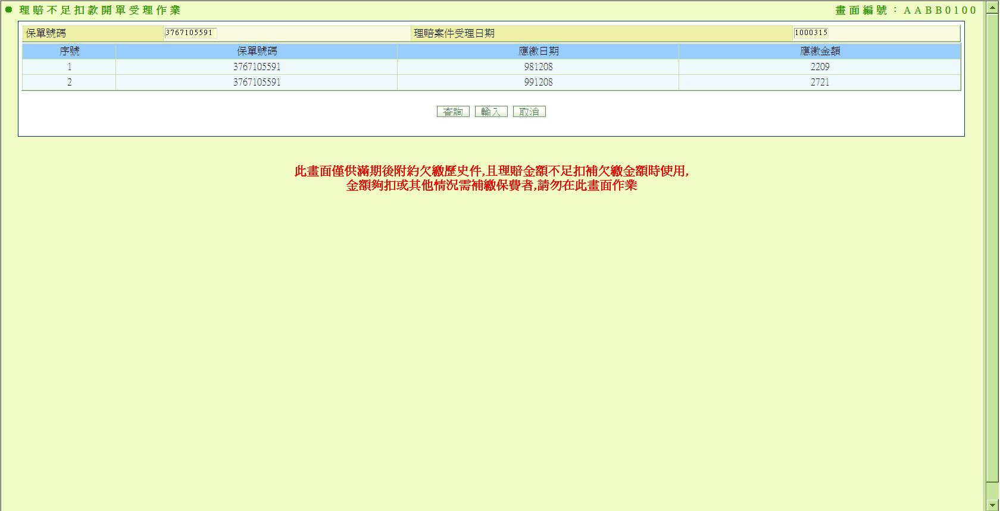 理賠不足扣款開單受理作業 畫面編號：AABB0100
保單號碼 3767105591 理賠案件受理日期 1000315
序號 保單號碼 應繳日期 應繳金額
1 3767105591 981208 2209
2 3767105591 991208 2721
查詢 輸入 取消
此畫面僅供滿期後附約欠繳歷史件,且理賠金額不足扣補欠繳金額時使用,
金額夠扣或其他情況需補繳保費者,請勿在此畫面作業